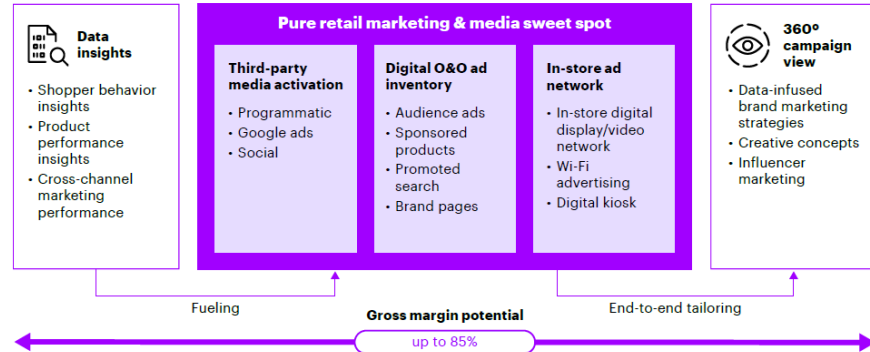 Data
insights
• Shopper behavior
insights
• Product
performance
insights
• Cross-channel
marketing
performance
Pure retail marketing & media sweet spot
Third-party
media activation
• Programmatic
• Google ads
• Social
Digital O&O ad
inventory
• Audience ads
• Sponsored
products
• Promoted
search
• Brand pages
In-store ad
network
• In-store digital
display/video
network
• Wi-Fi
advertising
• Digital kiosk
360°
campaign
view
• Data-infused
brand marketing
strategies
• Creative concepts
• Influencer
marketing
Fueling
End-to-end tailoring
Gross margin potential
up to 85%